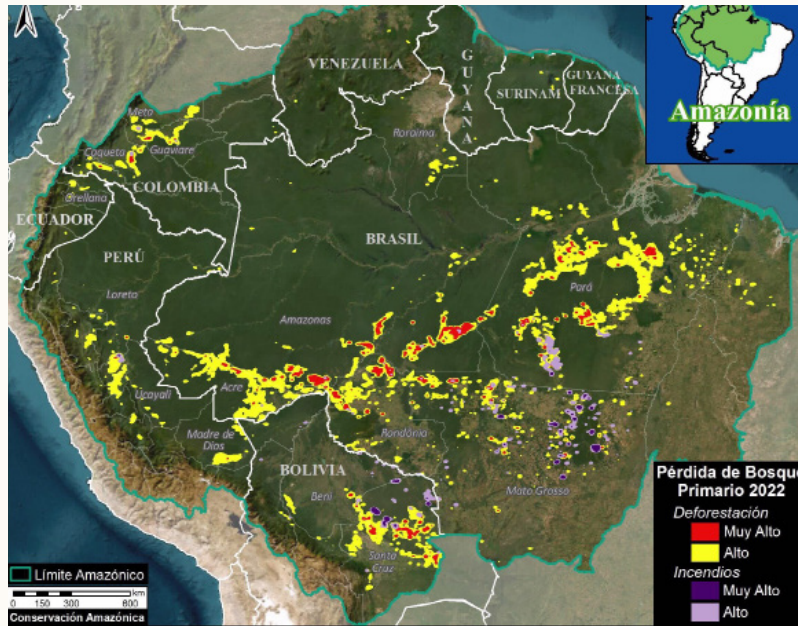 Amazonía
VENEZUELA
GUYANA
SURINAM
GUYANA
FRANCESA
Meta
Roraima
Caqueta
Guaviare
COLOMBIA
Orellana
ECUADOR
BRASIL
PERÚ
Pará
Loreto
Amazonas
Acre
Ucayali
Madre de
Dios
Rondônia
BOLIVIA
Beni
Mato Grosso
Santa
Cruz
Pérdida de Bosque
Primario 2022
Deforestación
Muy Alto
Alto
Incendios
Muy Alto
Alto
Límite Amazónico
km
0 150 300 600
Conservación Amazónica